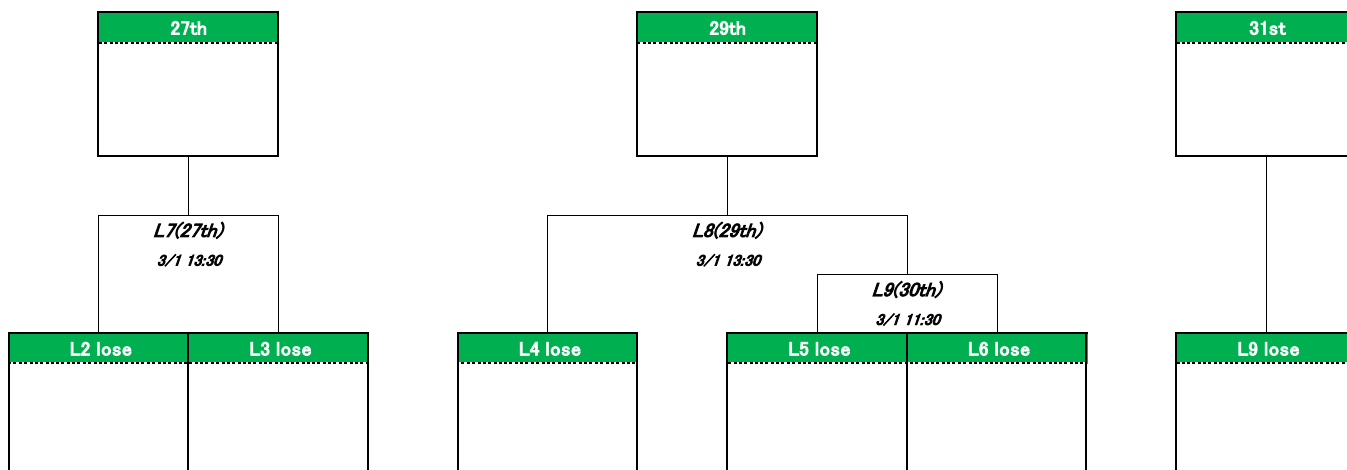 27th
29th
31st
L7(27th)
3/1 13:30
L8(29th)
3/1 13:30
L9(30th)
3/1 11:30
L2 lose
L3 lose
L4 lose
L5 lose
L6 lose
L9 lose